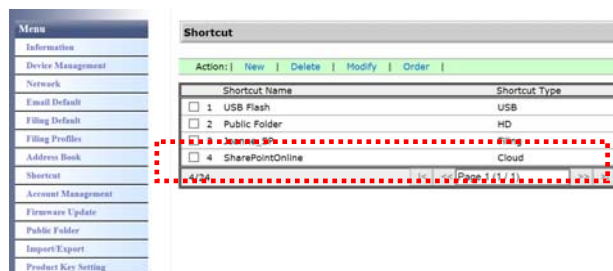 Menu
Information
Device Management
Network
Email Default
Filing Default
Filing Profiles
Address Book
Shortcut
Account Management
Firmware Update
Public Folder
Import/Export
Product Key Setting
Shortcut
Action: | New | Delete | Modify | Order |
Shortcut Name Shortcut Type
1 USB Flash USB
2 Public Folder HD
3 Joanne_SP Filing
4 SharePointOnline Cloud
4/24 |< << Page 1 (1 / 1) >>